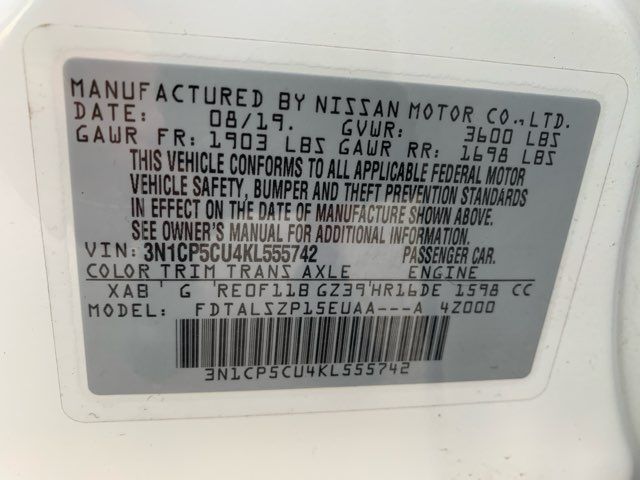 MANUFACTURED BY NISSAN MOTOR CO., LTD.
DATE: 08/19. GVWR: 3600 LBS
GAWR FR: 1903 LBS GAWR RR: 1698 LBS
THIS VEHICLE CONFORMS TO ALL APPLICABLE FEDERAL MOTOR
VEHICLE SAFETY, BUMPER AND THEFT PREVENTION STANDARDS
IN EFFECT ON THE DATE OF MANUFACTURE SHOWN ABOVE.
SEE OWNER'S MANUAL FOR ADDITIONAL INFORMATION.
VIN: 3N1CP5CU4KL555742 PASSENGER CAR.
COLOR TRIM TRANS AXLE ENGINE
XAB G RE0F11B GZ39 HR16DE 1598 CC
MODEL: FDTALSZP15EUAA---A 4Z000
3N1CP5CU4KL555742